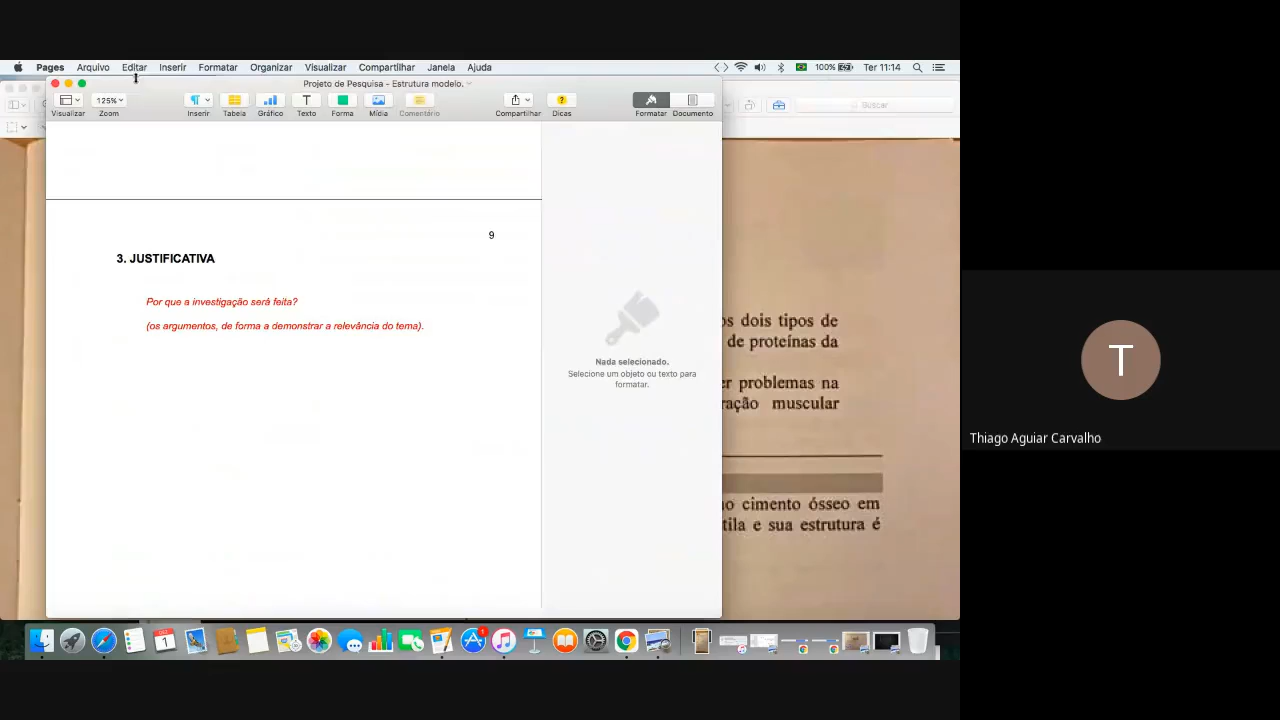 Pages Arquivo Editar Inserir Formatar Organizar Visualizar Compartilhar Janela Ajuda 100% Ter 11:14
Projeto de Pesquisa - Estrutura modelo.
125%
Visualizar Zoom Inserir Tabela Gráfico Texto Forma Mídia Comentário Compartilhar Dicas Formatar Documento
Buscar
9
3. JUSTIFICATIVA
Por que a investigação será feita?
(os argumentos, de forma a demonstrar a relevância do tema).
Nada selecionado.
Selecione um objeto ou texto para
formatar.
os dois tipos de
de proteínas da
er problemas na
ração muscular
no cimento ósseo em
tila e sua estrutura é
T
Thiago Aguiar Carvalho